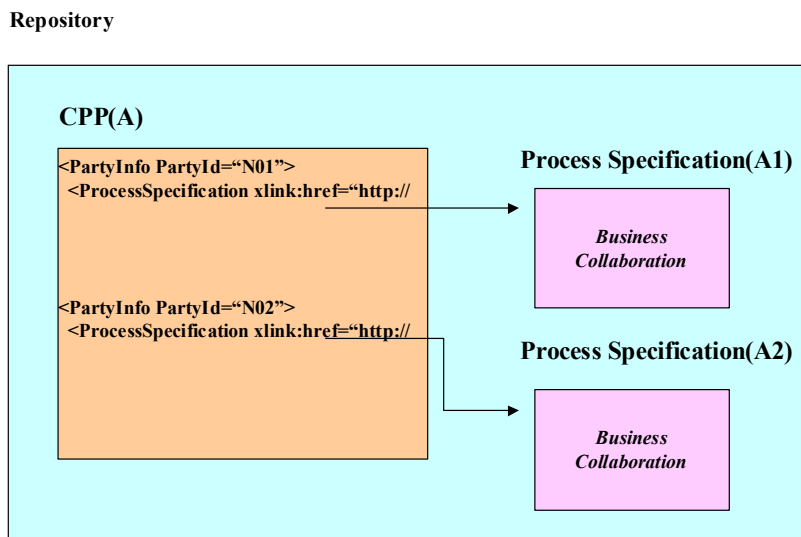 Repository
CPP(A)
<PartyInfo PartyId=“N01”>
<ProcessSpecification xlink:href=“http://
Process Specification(A1)
Business
Collaboration
<PartyInfo PartyId=“N02”>
<ProcessSpecification xlink:href=“http://
Process Specification(A2)
Business
Collaboration